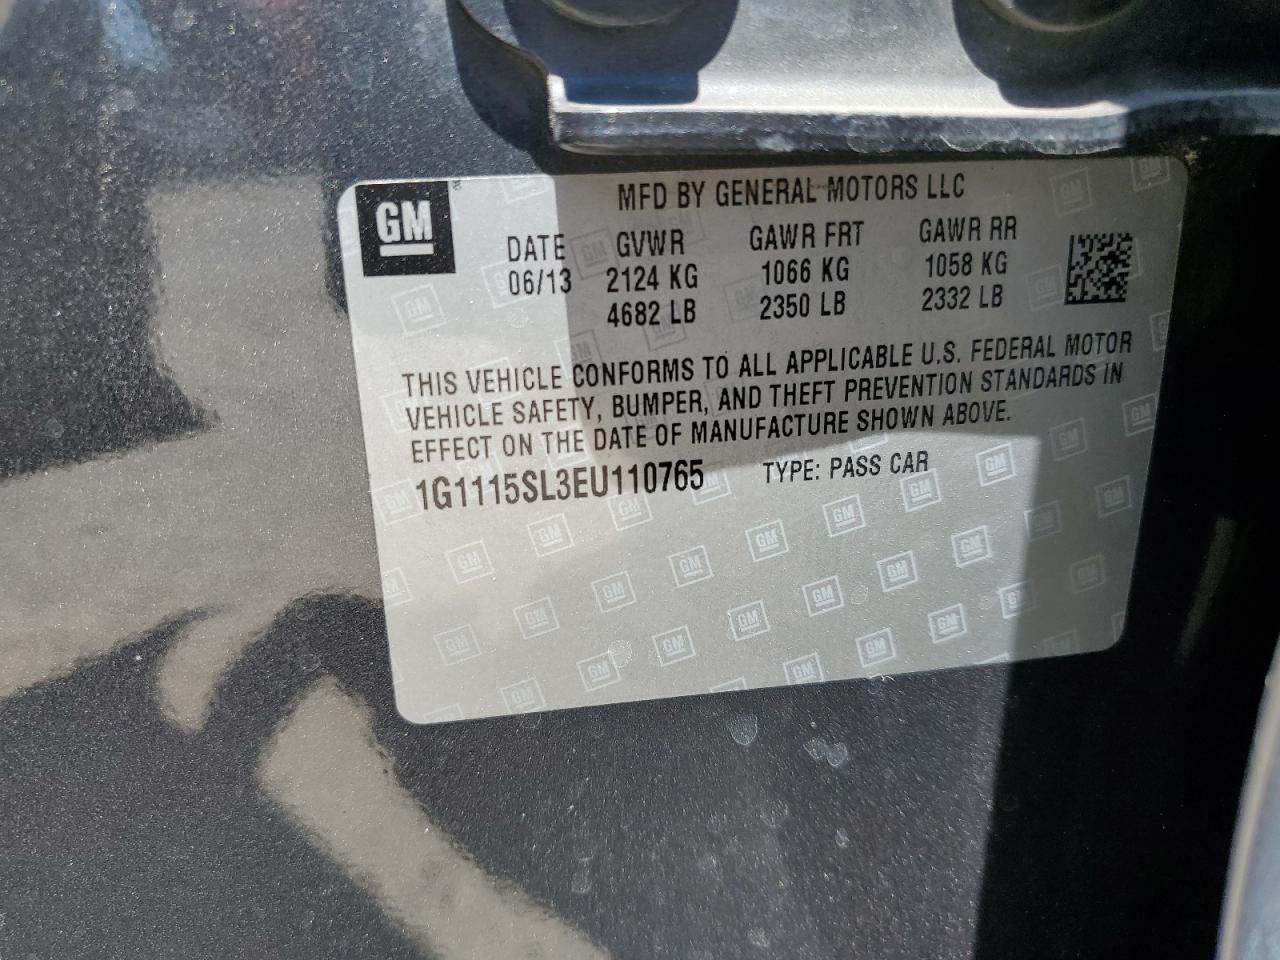 GM
MFD BY GENERAL MOTORS LLC
DATE GVWR GAWR FRT GAWR RR
06/13 2124 KG 1066 KG 1058 KG
4682 LB 2350 LB 2332 LB
THIS VEHICLE CONFORMS TO ALL APPLICABLE U.S. FEDERAL MOTOR
VEHICLE SAFETY, BUMPER, AND THEFT PREVENTION STANDARDS IN
EFFECT ON THE DATE OF MANUFACTURE SHOWN ABOVE.
1G1115SL3EU110765 TYPE: PASS CAR